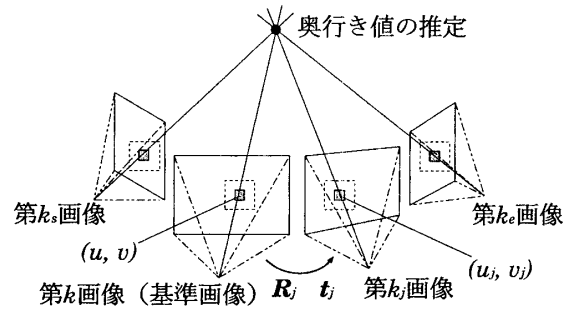 奥行き値の推定
第ks画像
第ke画像
(u, v)
(uj, vj)
第k画像（基準画像）
Rj tj
第kj画像